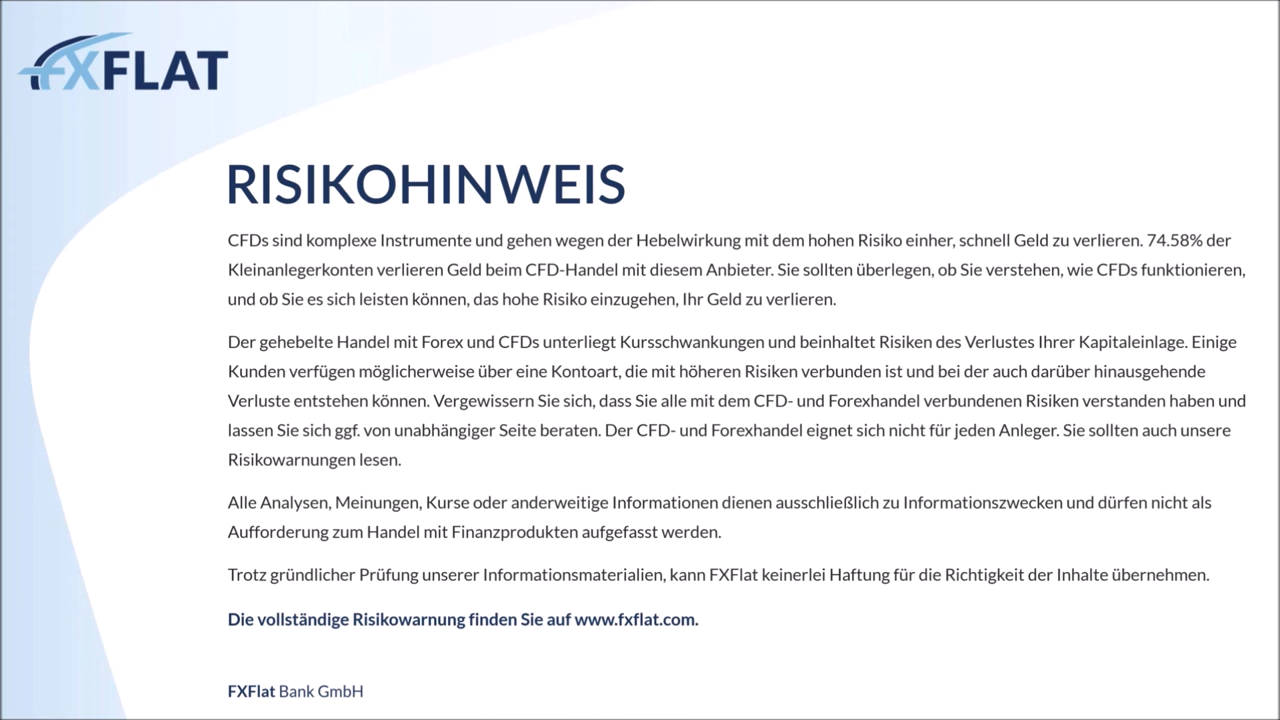 FXFLAT
RISIKOHINWEIS
CFDs sind komplexe Instrumente und gehen wegen der Hebelwirkung mit dem hohen Risiko einher, schnell Geld zu verlieren. 74.58% der
Kleinanlegerkonten verlieren Geld beim CFD-Handel mit diesem Anbieter. Sie sollten überlegen, ob Sie verstehen, wie CFDs funktionieren,
und ob Sie es sich leisten können, das hohe Risiko einzugehen, Ihr Geld zu verlieren.
Der gehebelte Handel mit Forex und CFDs unterliegt Kursschwankungen und beinhaltet Risiken des Verlustes Ihrer Kapitaleinlage. Einige
Kunden verfügen möglicherweise über eine Kontoart, die mit höheren Risiken verbunden ist und bei der auch darüber hinausgehende
Verluste entstehen können. Vergewissern Sie sich, dass Sie alle mit dem CFD- und Forexhandel verbundenen Risiken verstanden haben und
lassen Sie sich ggf. von unabhängiger Seite beraten. Der CFD- und Forexhandel eignet sich nicht für jeden Anleger. Sie sollten auch unsere
Risikowarnungen lesen.
Alle Analysen, Meinungen, Kurse oder anderweitige Informationen dienen ausschließlich zu Informationszwecken und dürfen nicht als
Aufforderung zum Handel mit Finanzprodukten aufgefasst werden.
Trotz gründlicher Prüfung unserer Informationsmaterialien, kann FXFlat keinerlei Haftung für die Richtigkeit der Inhalte übernehmen.
Die vollständige Risikowarnung finden Sie auf www.fxflat.com.
FXFlat Bank GmbH